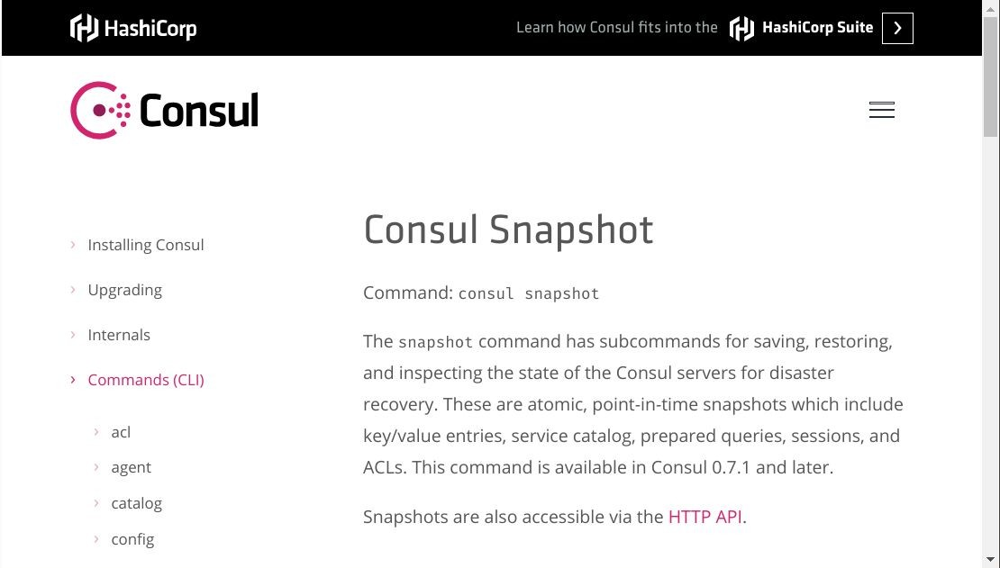 HashiCorp
Learn how Consul fits into the HashiCorp Suite
Consul
Consul Snapshot
Installing Consul
Upgrading
Internals
Commands (CLI)
acl
agent
catalog
config
Command: consul snapshot
The snapshot command has subcommands for saving, restoring,
and inspecting the state of the Consul servers for disaster
recovery. These are atomic, point-in-time snapshots which include
key/value entries, service catalog, prepared queries, sessions, and
ACLs. This command is available in Consul 0.7.1 and later.
Snapshots are also accessible via the HTTP API.